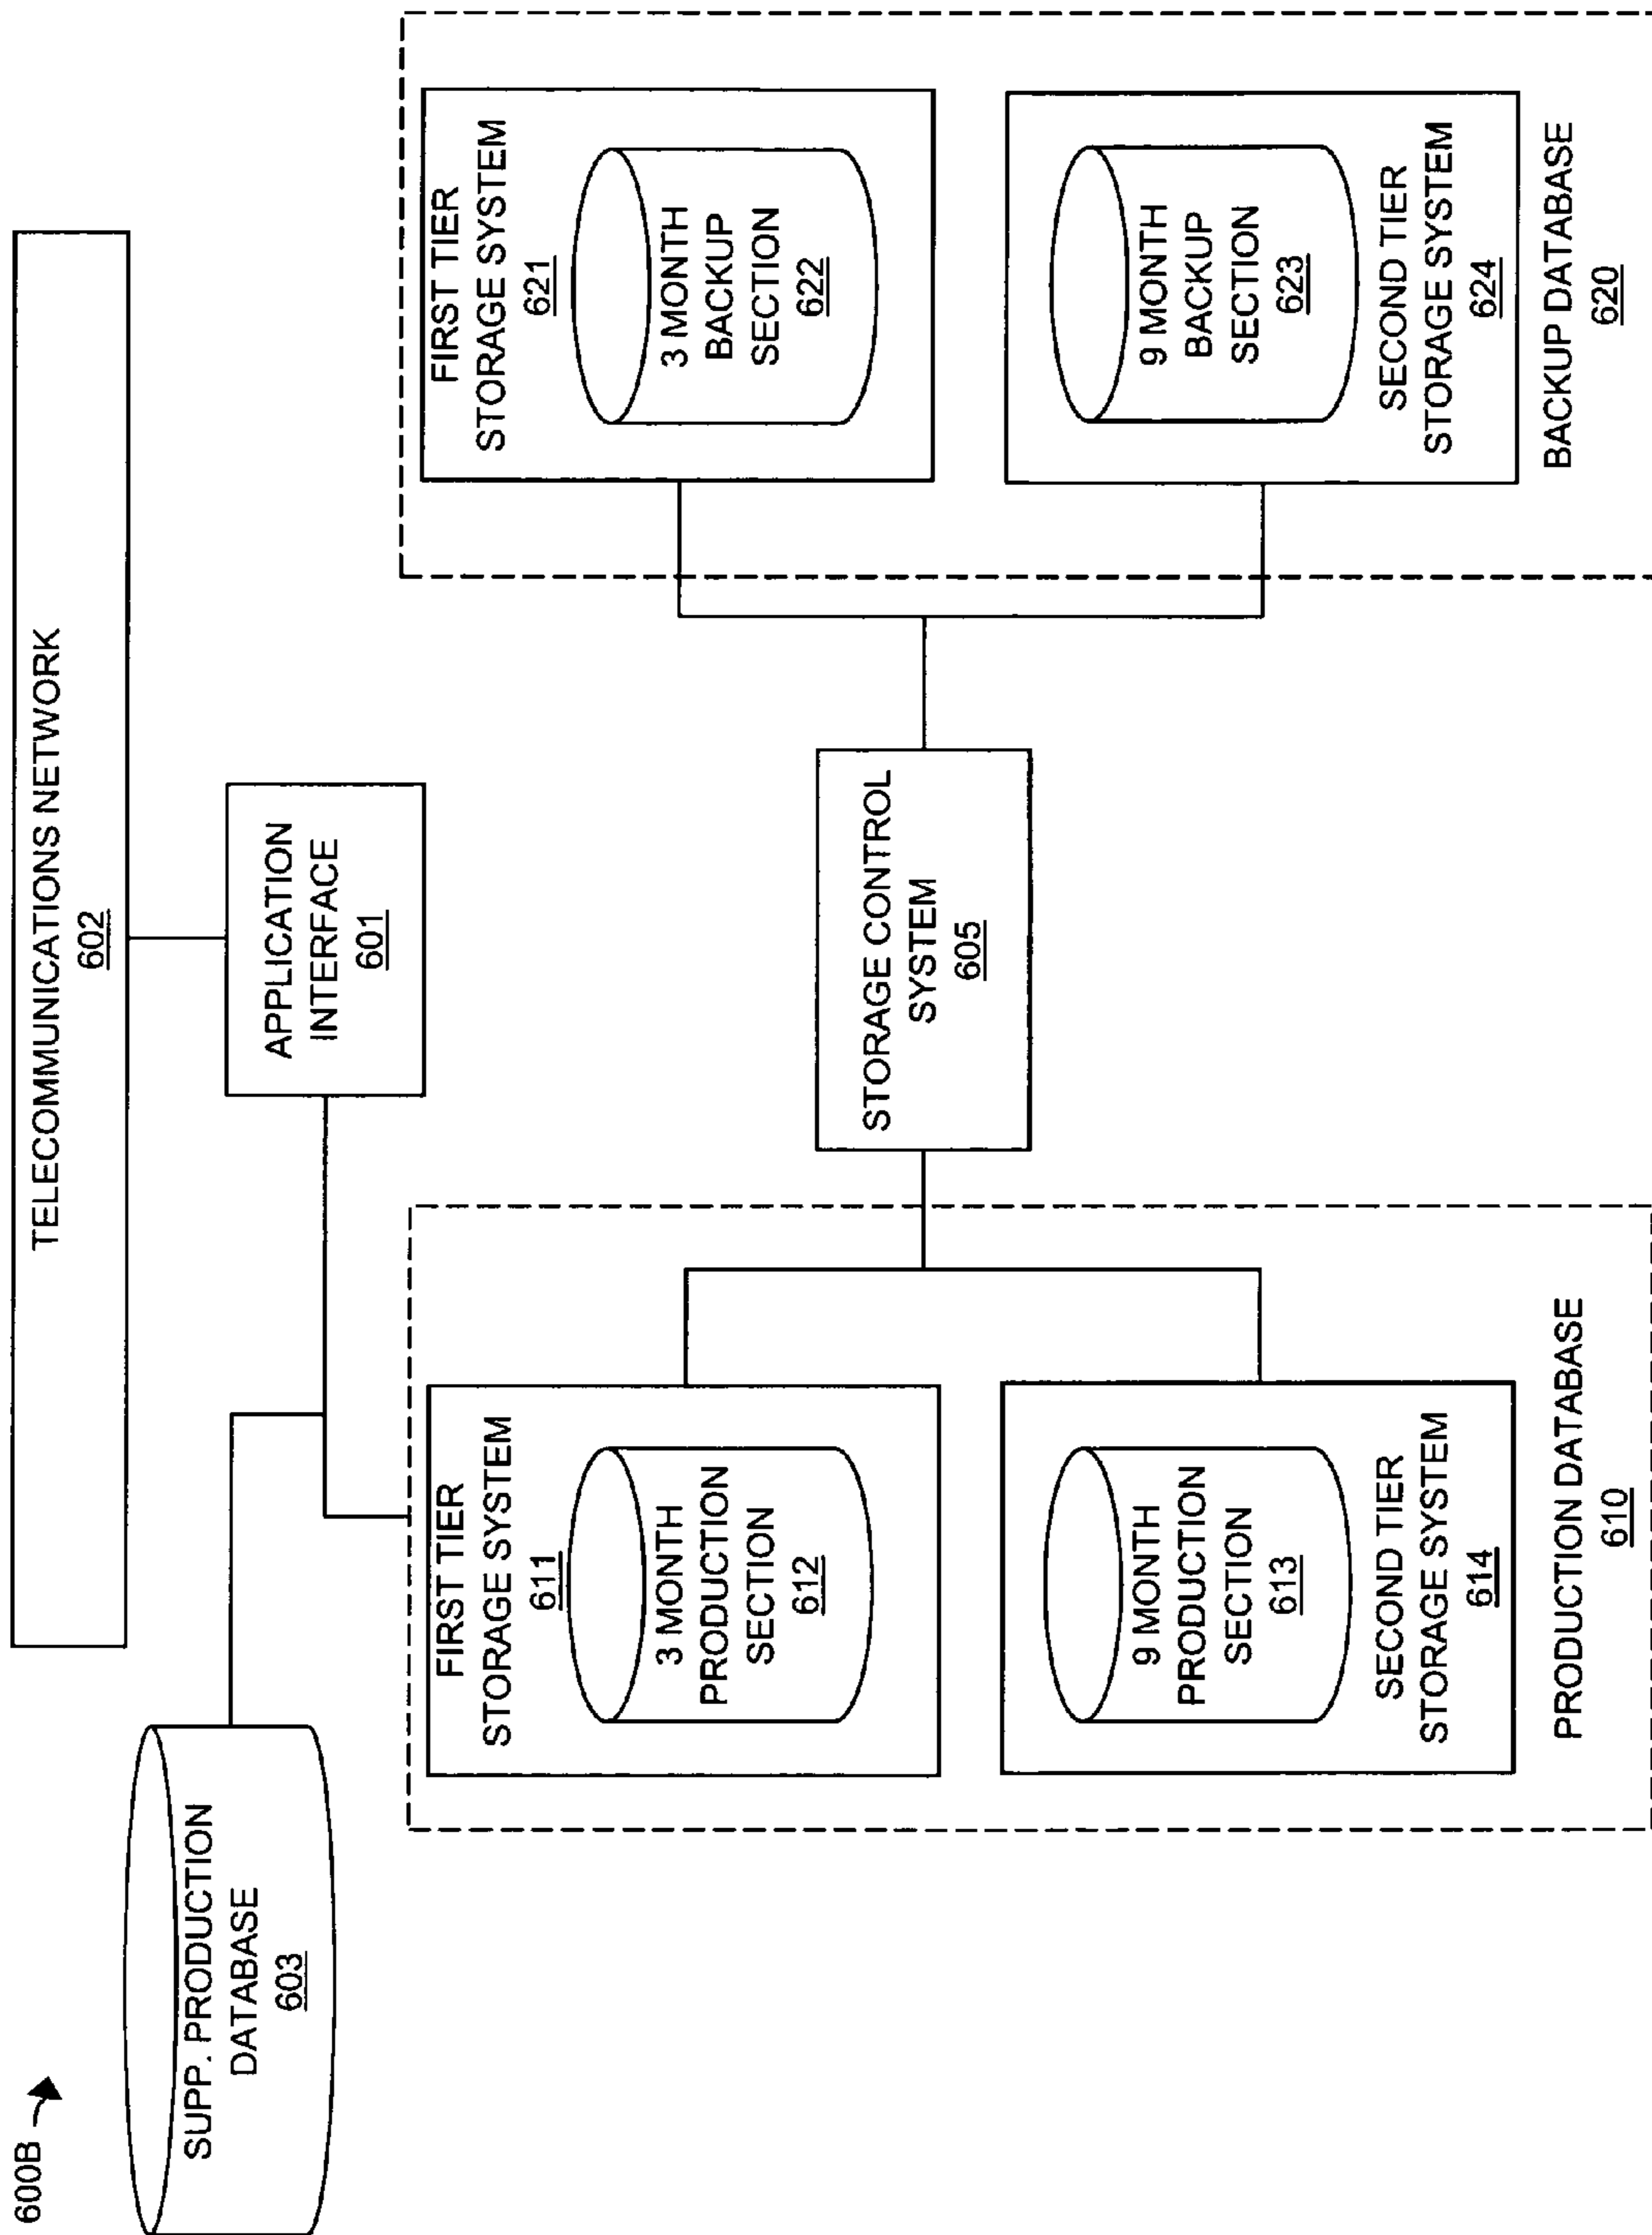 600B
TELECOMMUNICATIONS NETWORK
602
SUPP. PRODUCTION
DATABASE
603
APPLICATION
INTERFACE
601
FIRST TIER
STORAGE SYSTEM
611
3 MONTH
PRODUCTION
SECTION
612
9 MONTH
PRODUCTION
SECTION
613
SECOND TIER
STORAGE SYSTEM
614
PRODUCTION DATABASE
610
STORAGE CONTROL
SYSTEM
605
FIRST TIER
STORAGE SYSTEM
621
3 MONTH
BACKUP
SECTION
622
9 MONTH
BACKUP
SECTION
623
SECOND TIER
STORAGE SYSTEM
624
BACKUP DATABASE
620